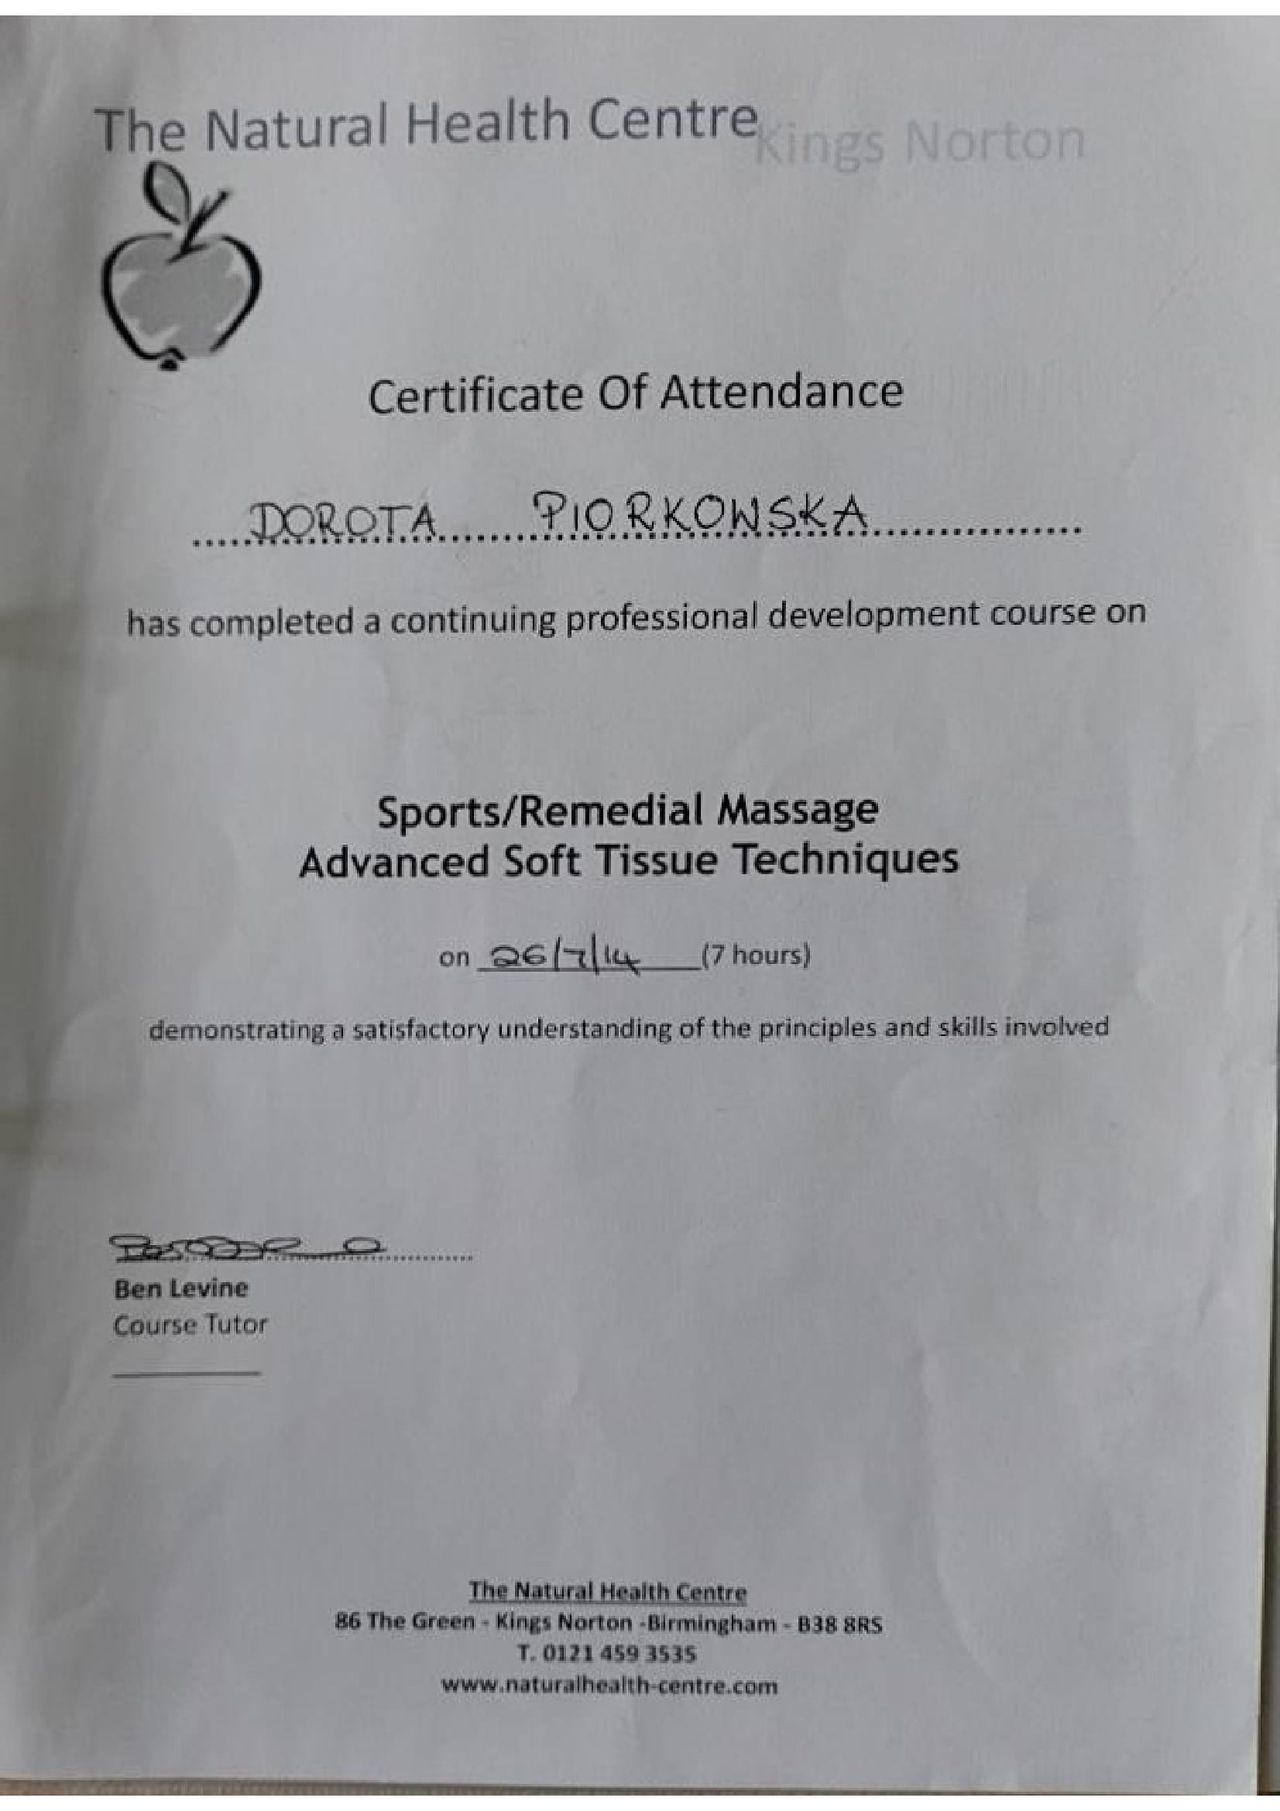 The Natural Health Centre Kings Norton
Certificate Of Attendance
DOROTA PIORKOWSKA
has completed a continuing professional development course on
Sports/Remedial Massage
Advanced Soft Tissue Techniques
on 26/7/14 (7 hours)
demonstrating a satisfactory understanding of the principles and skills involved
Ben Levine
Course Tutor
The Natural Health Centre
86 The Green - Kings Norton -Birmingham - B38 8RS
T. 0121 459 3535
www.naturalhealth-centre.com